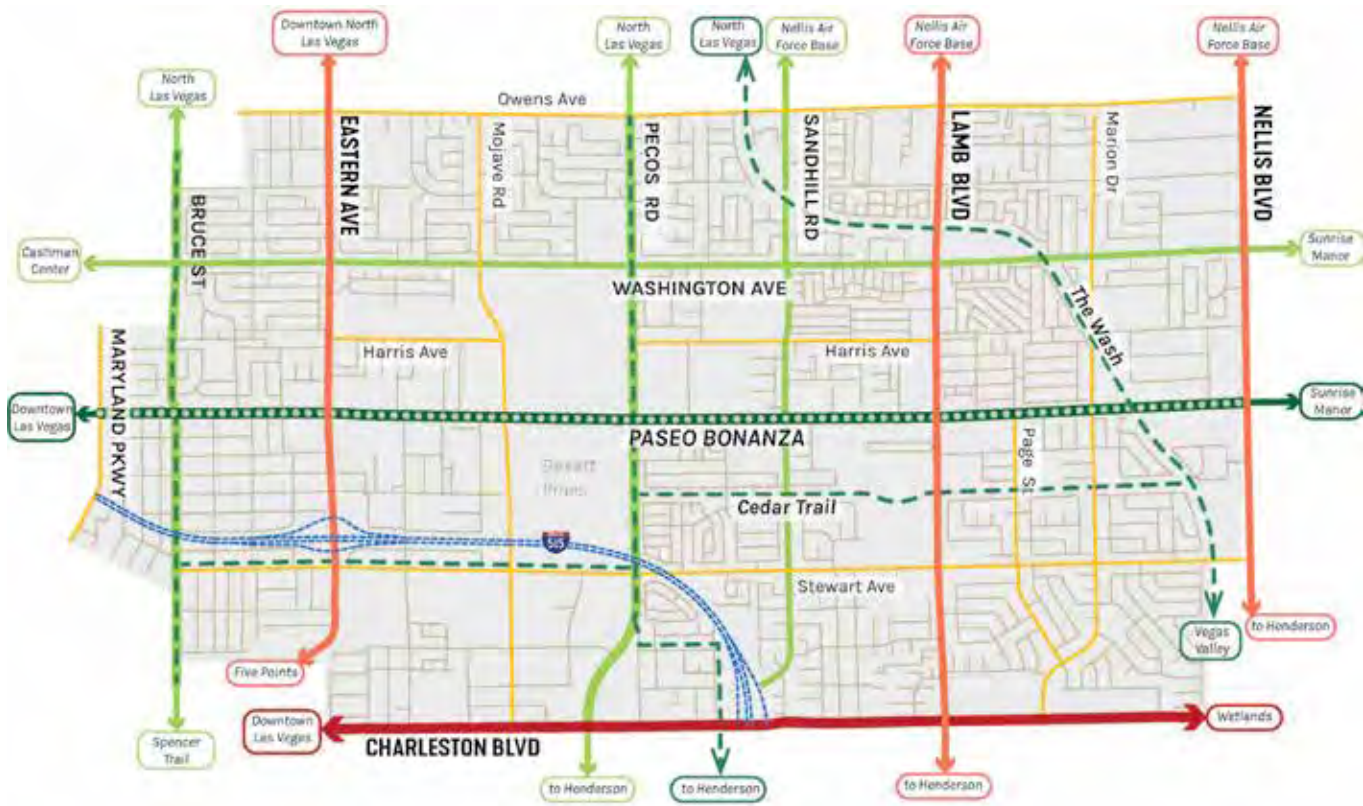 Downtown North
Las Vegas
North
Las Vegas
North
Las Vegas
Nellis Air
Force Base
Nellis Air
Force Base
Nellis Air
Force Base
North
Las Vegas
Owens Ave
EASTERN AVE
Mojave Rd
PECOS RD
SANDHILL RD
LAMB BLVD
Marion Dr
NELLIS BLVD
BRUCE ST
Cashman
Center
Sunrise
Manor
WASHINGTON AVE
The Wash
MARYLAND PKWY
Harris Ave
Harris Ave
Downtown
Las Vegas
Sunrise
Manor
PASEO BONANZA
Page St
Desert
Pines
Cedar Trail
515
Stewart Ave
to Henderson
Vegas
Valley
Five Points
Downtown
Las Vegas
Wetlands
CHARLESTON BLVD
Spencer
Trail
to Henderson
to Henderson
to Henderson